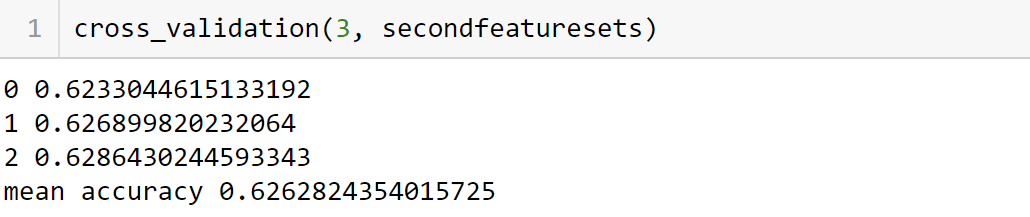 1 cross_validation(3, secondfeaturesets)
0 0.6233044615133192
1 0.626899820232064
2 0.6286430244593343
mean accuracy 0.6262824354015725